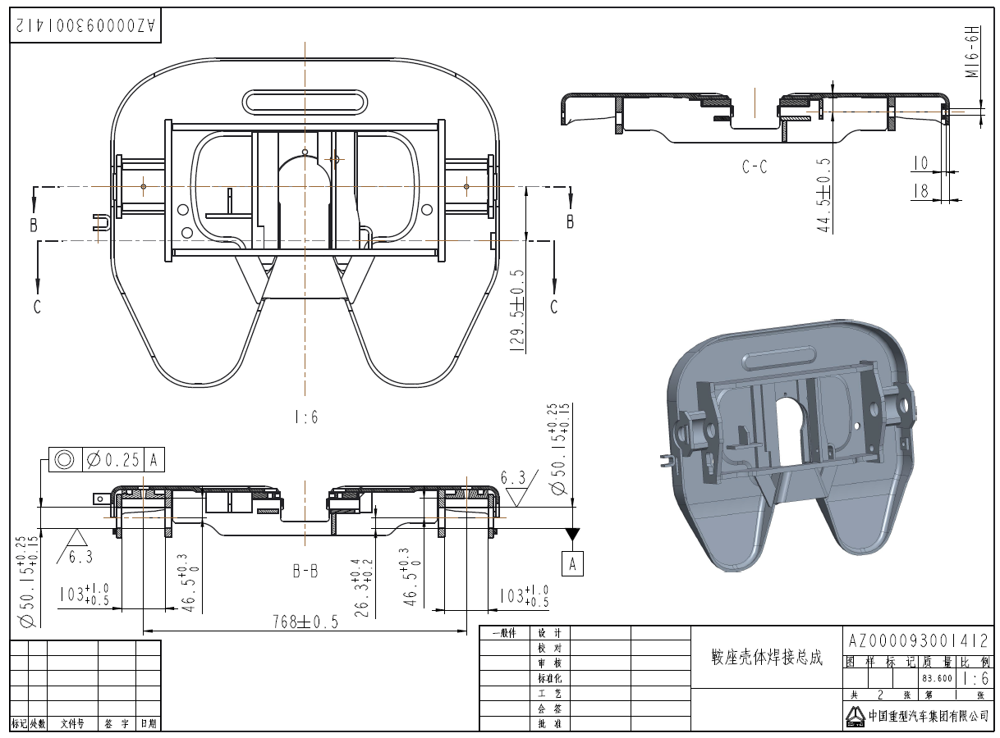 AZ000093001412
M16-6H
10
18
44.5±0.5
C-C
B
B
C
C
129.5±0.5
1:6
◎ ∅0.25 A
∅50.15+0.25 +0.15
6.3
6.3
A
∅50.15+0.25 +0.15
103+1.0 +0.5
46.5+0.3 0
B-B
26.3+0.4 +0.2
46.5+0.3 0
103+1.0 +0.5
768±0.5
标记 处数 文件号 签 字 日期
一般件 设 计
校 对
审 核
标准化
工 艺
会 签
批 准
鞍座壳体焊接总成
AZ000093001412
图 样 标 记 质 量 比 例
83.600 1:6
共 2 张 第 1 张
中国重型汽车集团有限公司